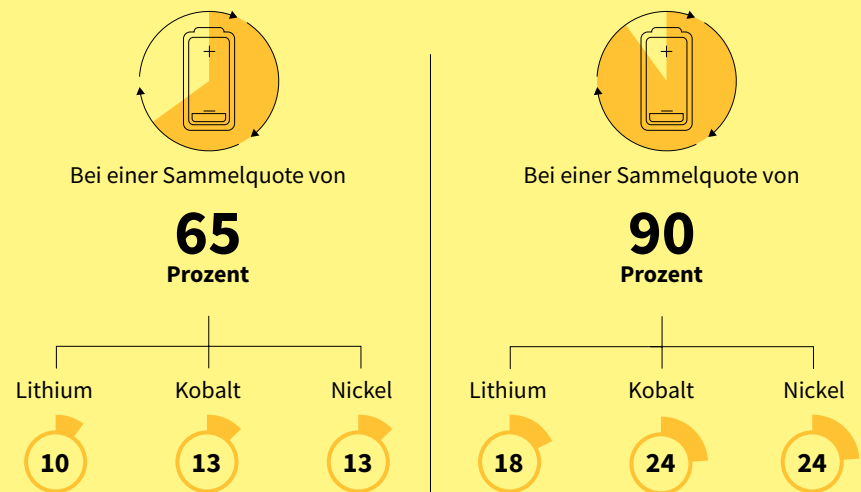 Bei einer Sammelquote von
65
Prozent
Lithium Kobalt Nickel
10 13 13
Bei einer Sammelquote von
90
Prozent
Lithium Kobalt Nickel
18 24 24